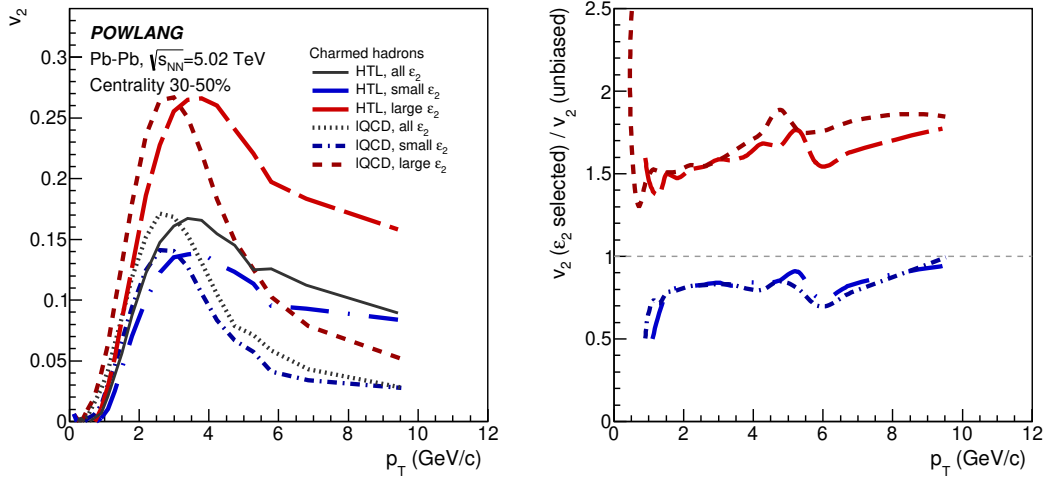 v₂
0.3
0.25
0.2
0.15
0.1
0.05
0
POWLANG
Pb-Pb, √s_NN=5.02 TeV
Centrality 30-50%
Charmed hadrons
HTL, all ε₂
HTL, small ε₂
HTL, large ε₂
lQCD, all ε₂
lQCD, small ε₂
lQCD, large ε₂
0 2 4 6 8 10 12
p_T (GeV/c)
v₂ (ε₂ selected) / v₂ (unbiased)
2.5
2
1.5
1
0.5
0
0 2 4 6 8 10 12
p_T (GeV/c)